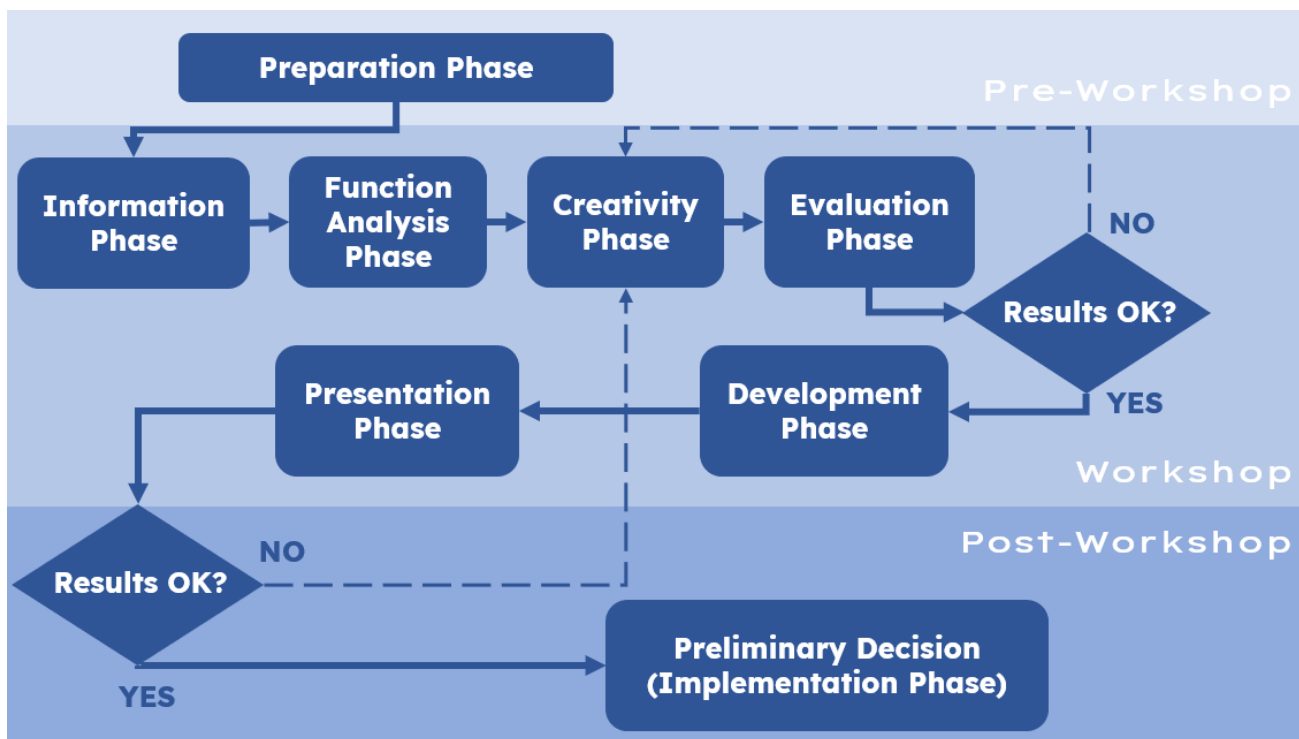 Preparation Phase
Pre-Workshop
Information
Phase
Function
Analysis
Phase
Creativity
Phase
Evaluation
Phase
NO
Results OK?
YES
Development
Phase
Presentation
Phase
Workshop
Post-Workshop
NO
Results OK?
YES
Preliminary Decision
(Implementation Phase)